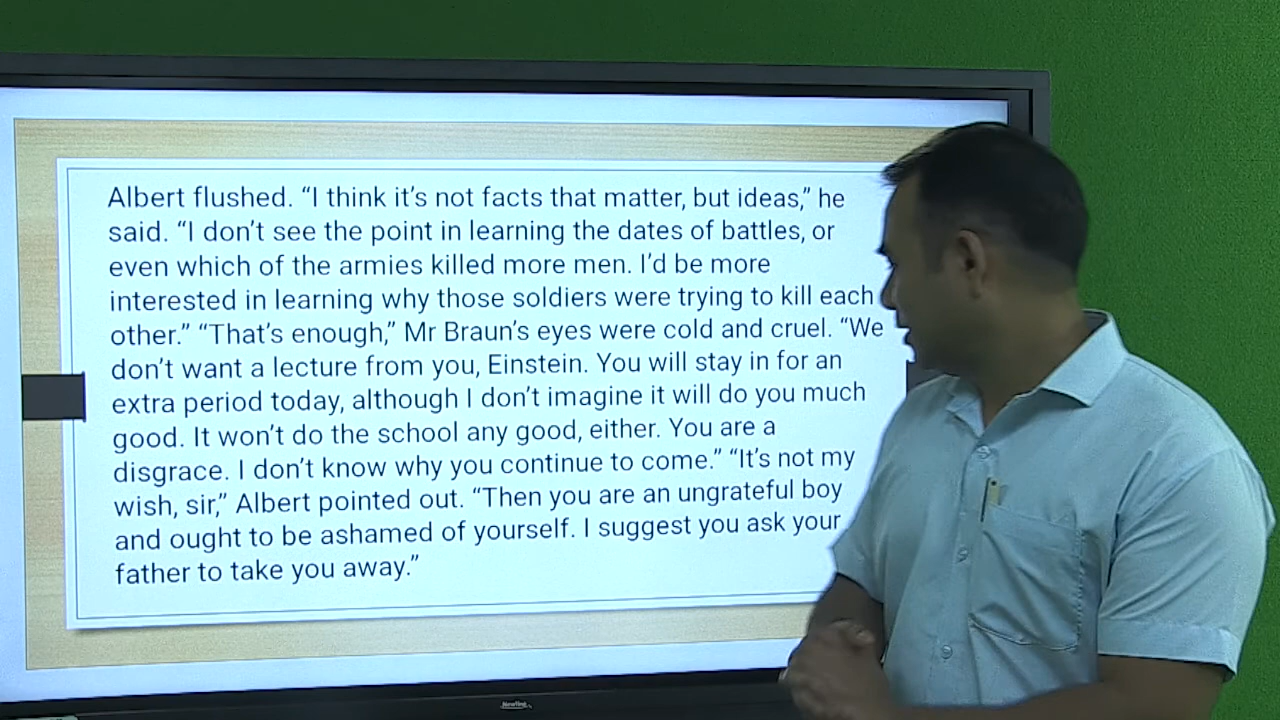 Albert flushed. “I think it’s not facts that matter, but ideas,” he
said. “I don’t see the point in learning the dates of battles, or
even which of the armies killed more men. I’d be more
interested in learning why those soldiers were trying to kill each
other.” “That’s enough,” Mr Braun’s eyes were cold and cruel. “We
don’t want a lecture from you, Einstein. You will stay in for an
extra period today, although I don’t imagine it will do you much
good. It won’t do the school any good, either. You are a
disgrace. I don’t know why you continue to come.” “It’s not my
wish, sir,” Albert pointed out. “Then you are an ungrateful boy
and ought to be ashamed of yourself. I suggest you ask your
father to take you away.”
Newline